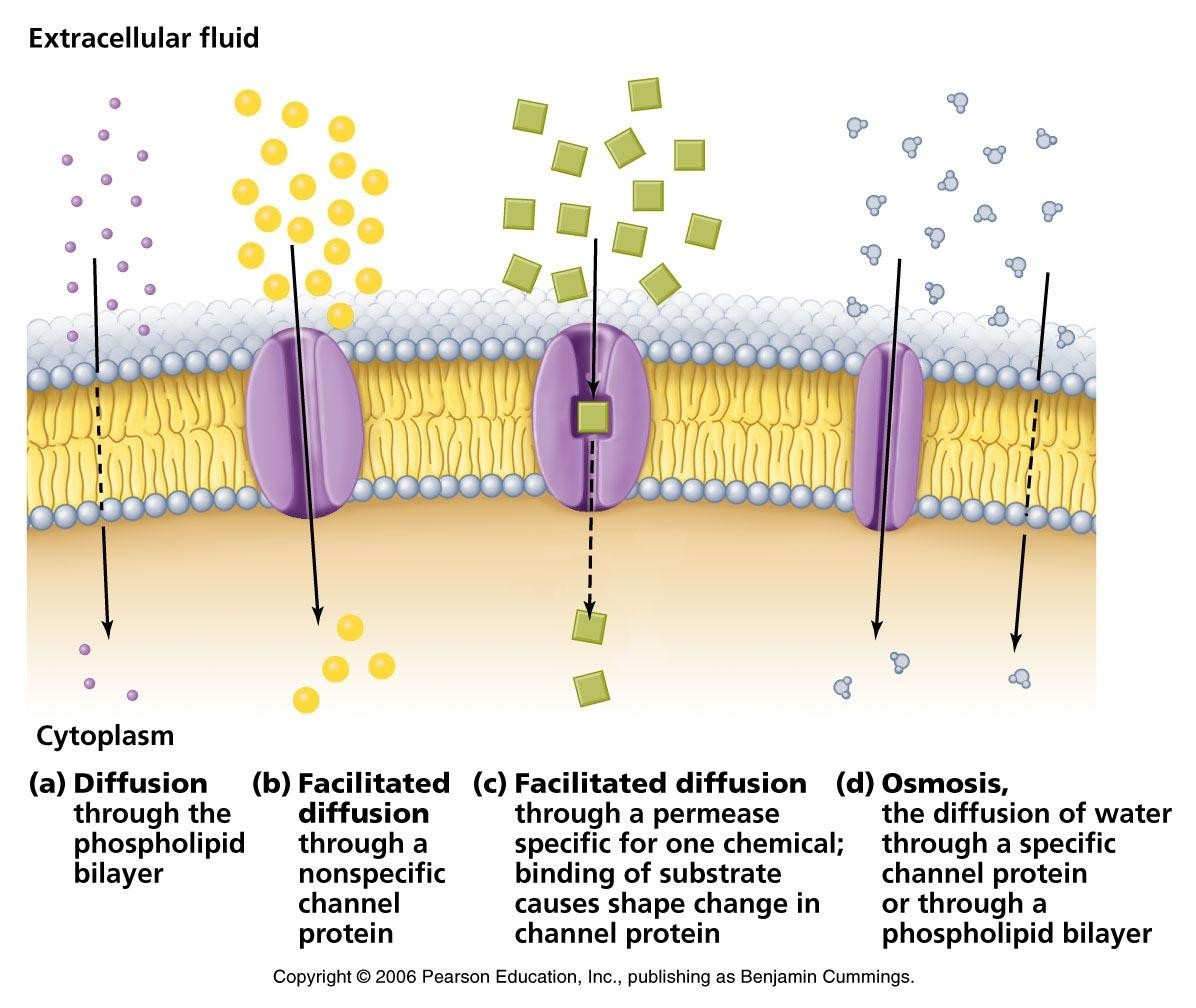 Extracellular fluid
Cytoplasm
(a) Diffusion
through the
phospholipid
bilayer
(b) Facilitated
diffusion
through a
nonspecific
channel
protein
(c) Facilitated diffusion
through a permease
specific for one chemical;
binding of substrate
causes shape change in
channel protein
(d) Osmosis,
the diffusion of water
through a specific
channel protein
or through a
phospholipid bilayer
Copyright © 2006 Pearson Education, Inc., publishing as Benjamin Cummings.